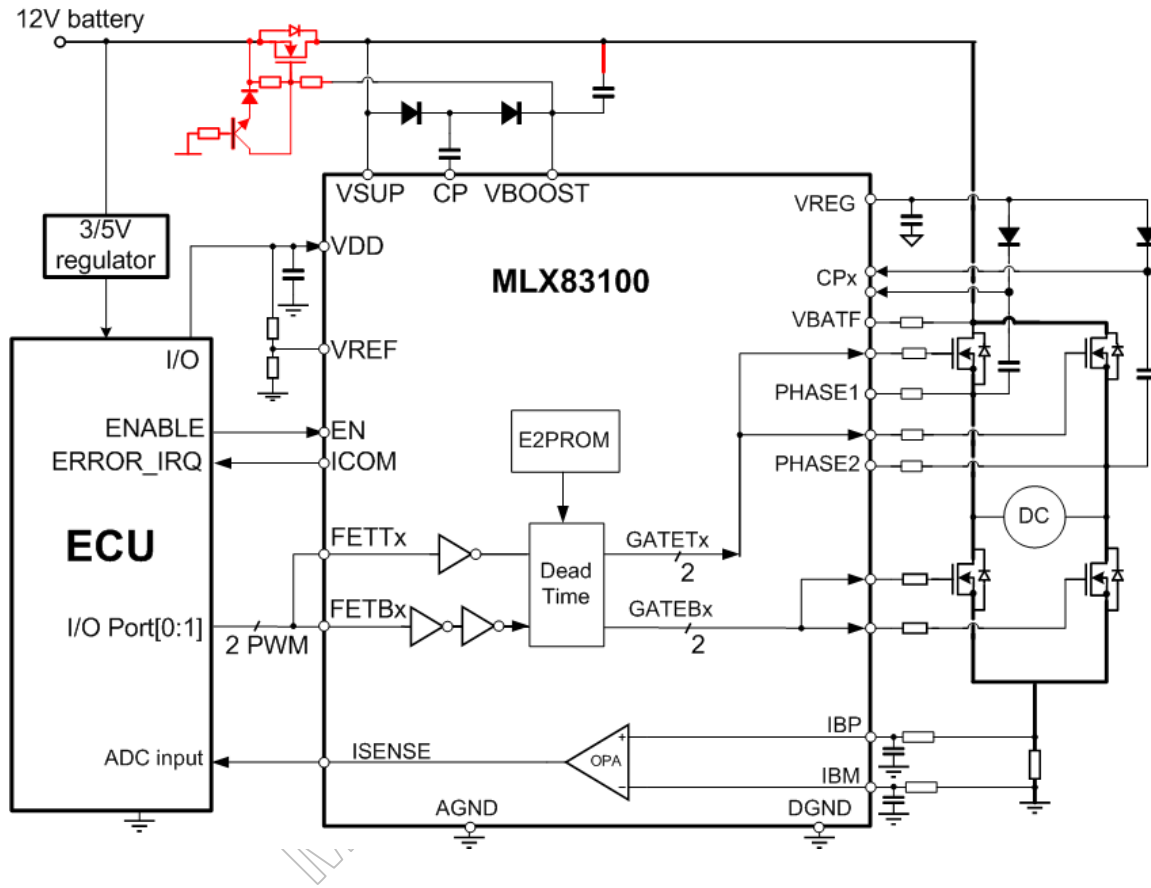 12V battery
VSUP CP VBOOST
3/5V
regulator
VDD
VREG
MLX83100
CPx
VBATF
I/O
VREF
PHASE1
E2PROM
ENABLE
EN
ERROR_IRQ
ICOM
PHASE2
ECU
DC
FETTx
GATETx
2
Dead
Time
FETBx
GATEBx
2
I/O Port[0:1]
2 PWM
IBP
ADC input
ISENSE
+
OPA
−
IBM
AGND
DGND